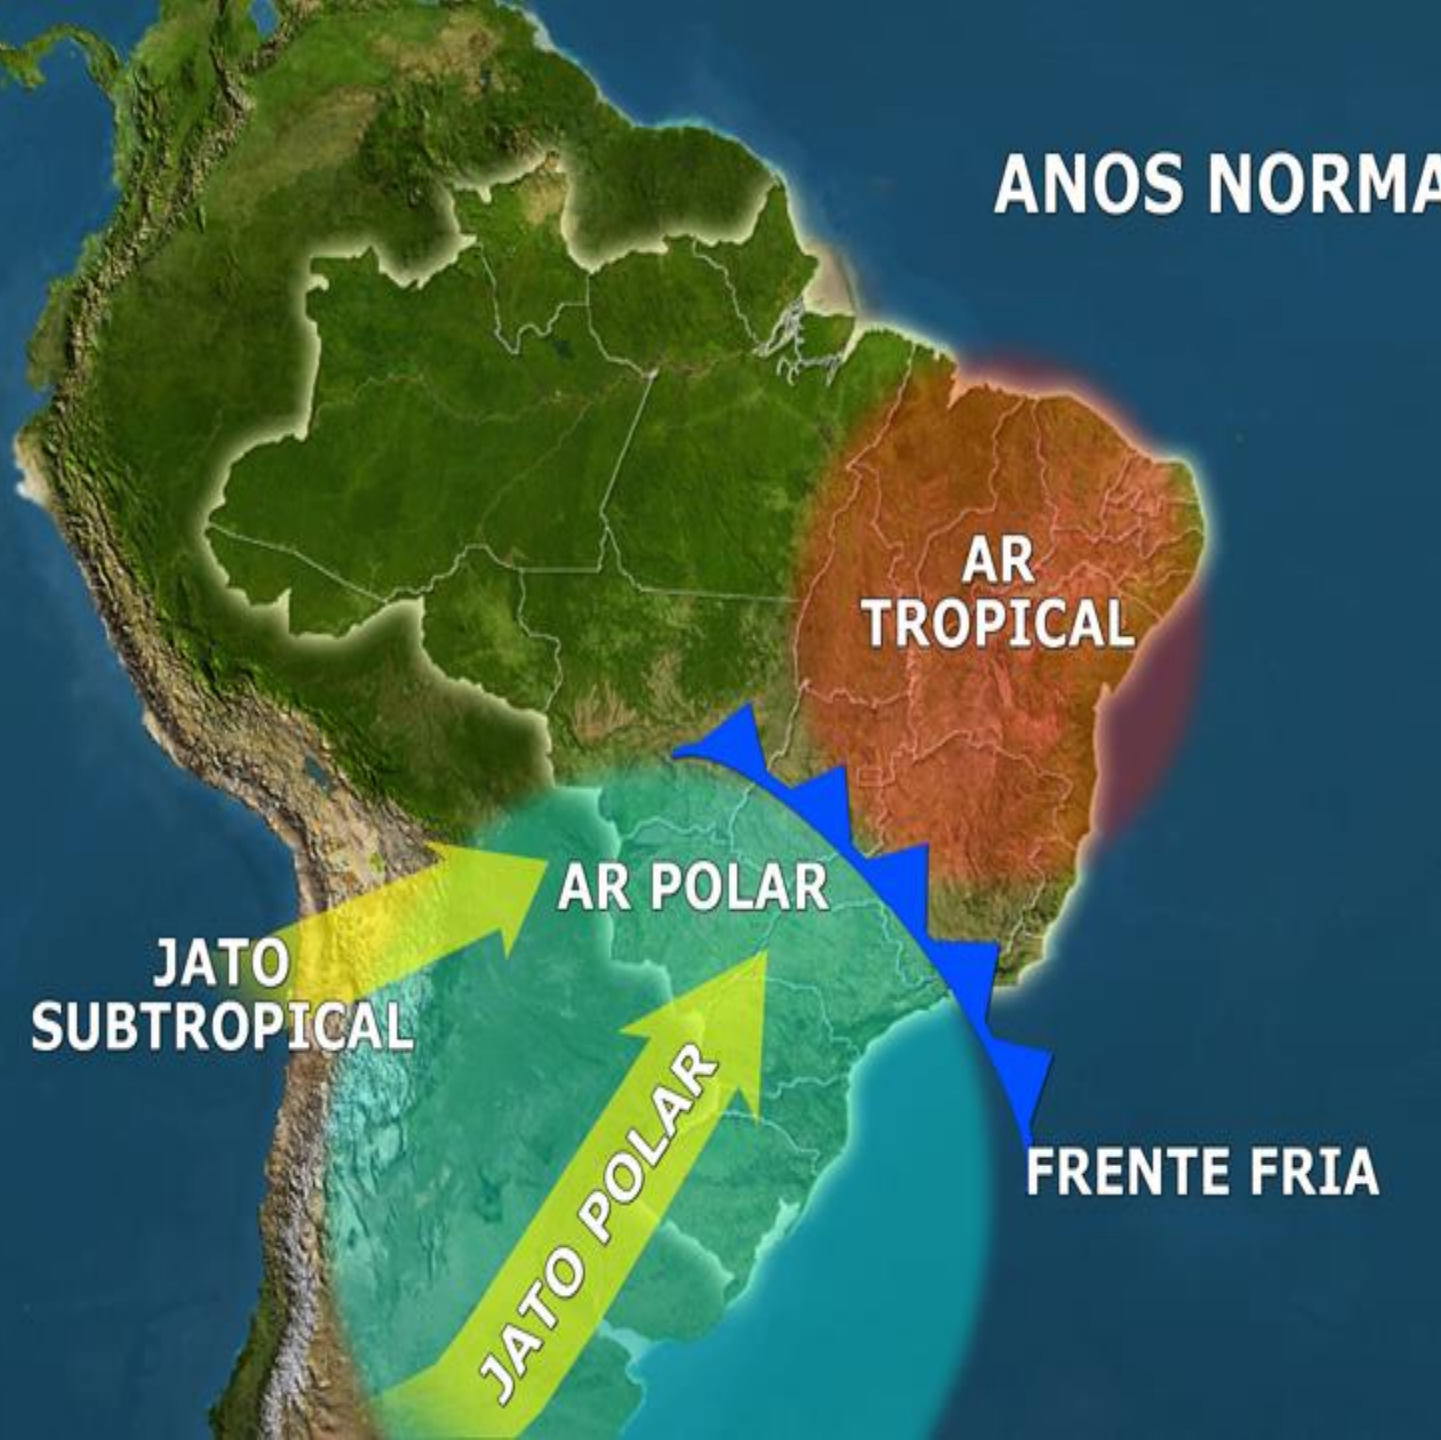 ANOS NORMA
AR
TROPICAL
AR POLAR
JATO
SUBTROPICAL
JATO POLAR
FRENTE FRIA